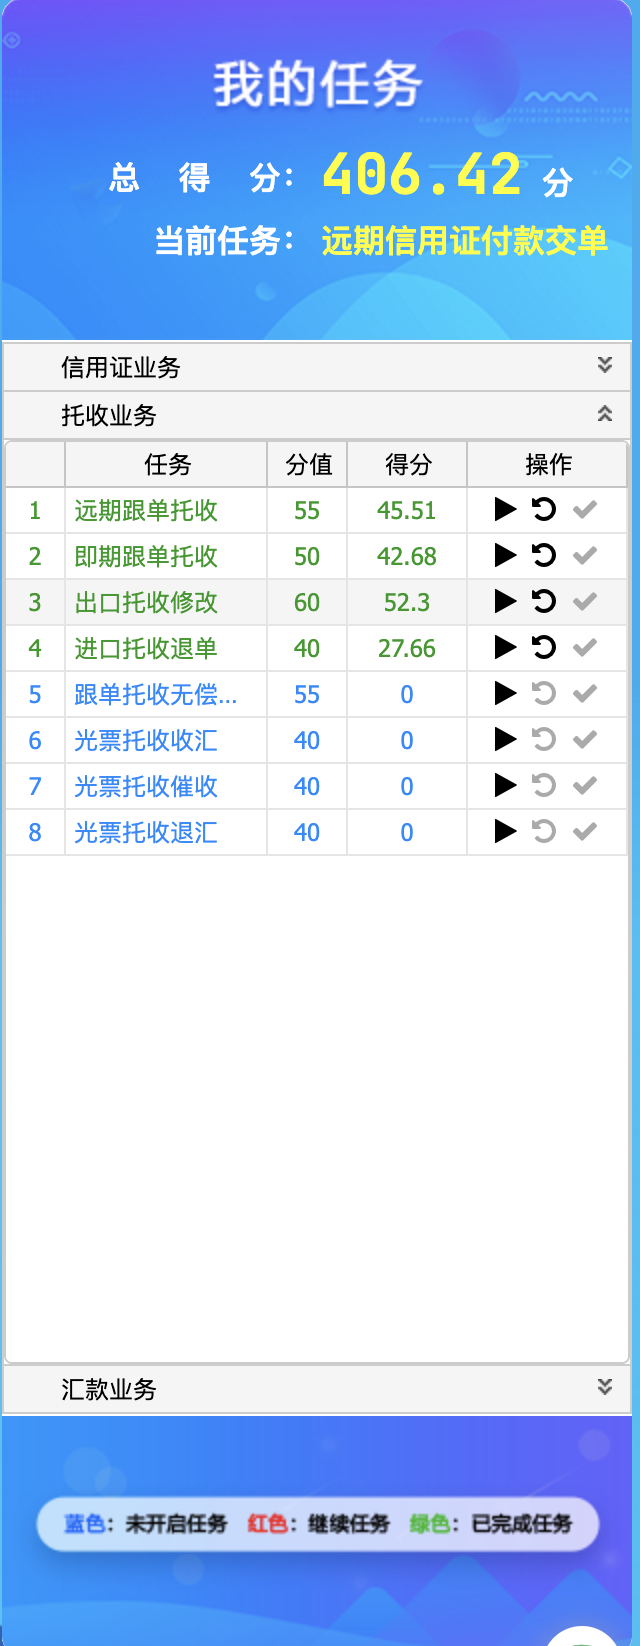 我的任务
总 得 分： 406.42 分
当前任务： 远期信用证付款交单
信用证业务
托收业务
任务 分值 得分 操作
1 远期跟单托收 55 45.51
2 即期跟单托收 50 42.68
3 出口托收修改 60 52.3
4 进口托收退单 40 27.66
5 跟单托收无偿... 55 0
6 光票托收收汇 40 0
7 光票托收催收 40 0
8 光票托收退汇 40 0
汇款业务
蓝色：未开启任务 红色：继续任务 绿色：已完成任务